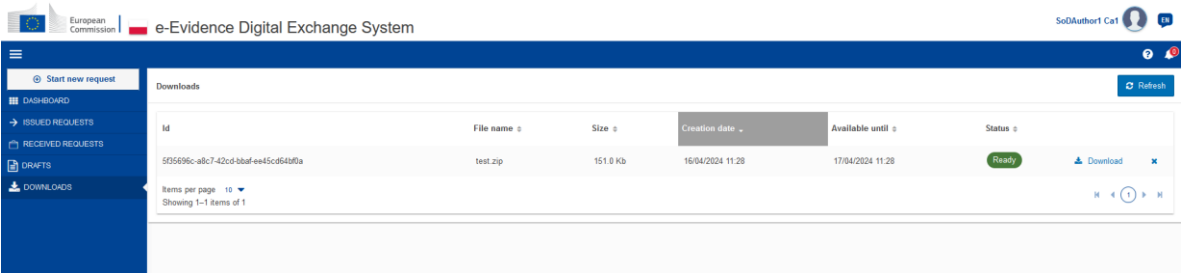 European
Commission
e-Evidence Digital Exchange System
SoDAuthor1 Ca1
EN
Start new request
DASHBOARD
ISSUED REQUESTS
RECEIVED REQUESTS
DRAFTS
DOWNLOADS
Downloads
Refresh
Id File name Size Creation date Available until Status
5f35696c-a8c7-42cd-bbaf-ee45cd64bf0a test.zip 151.0 Kb 16/04/2024 11:28 17/04/2024 11:28 Ready Download
Items per page 10
Showing 1–1 items of 1
1